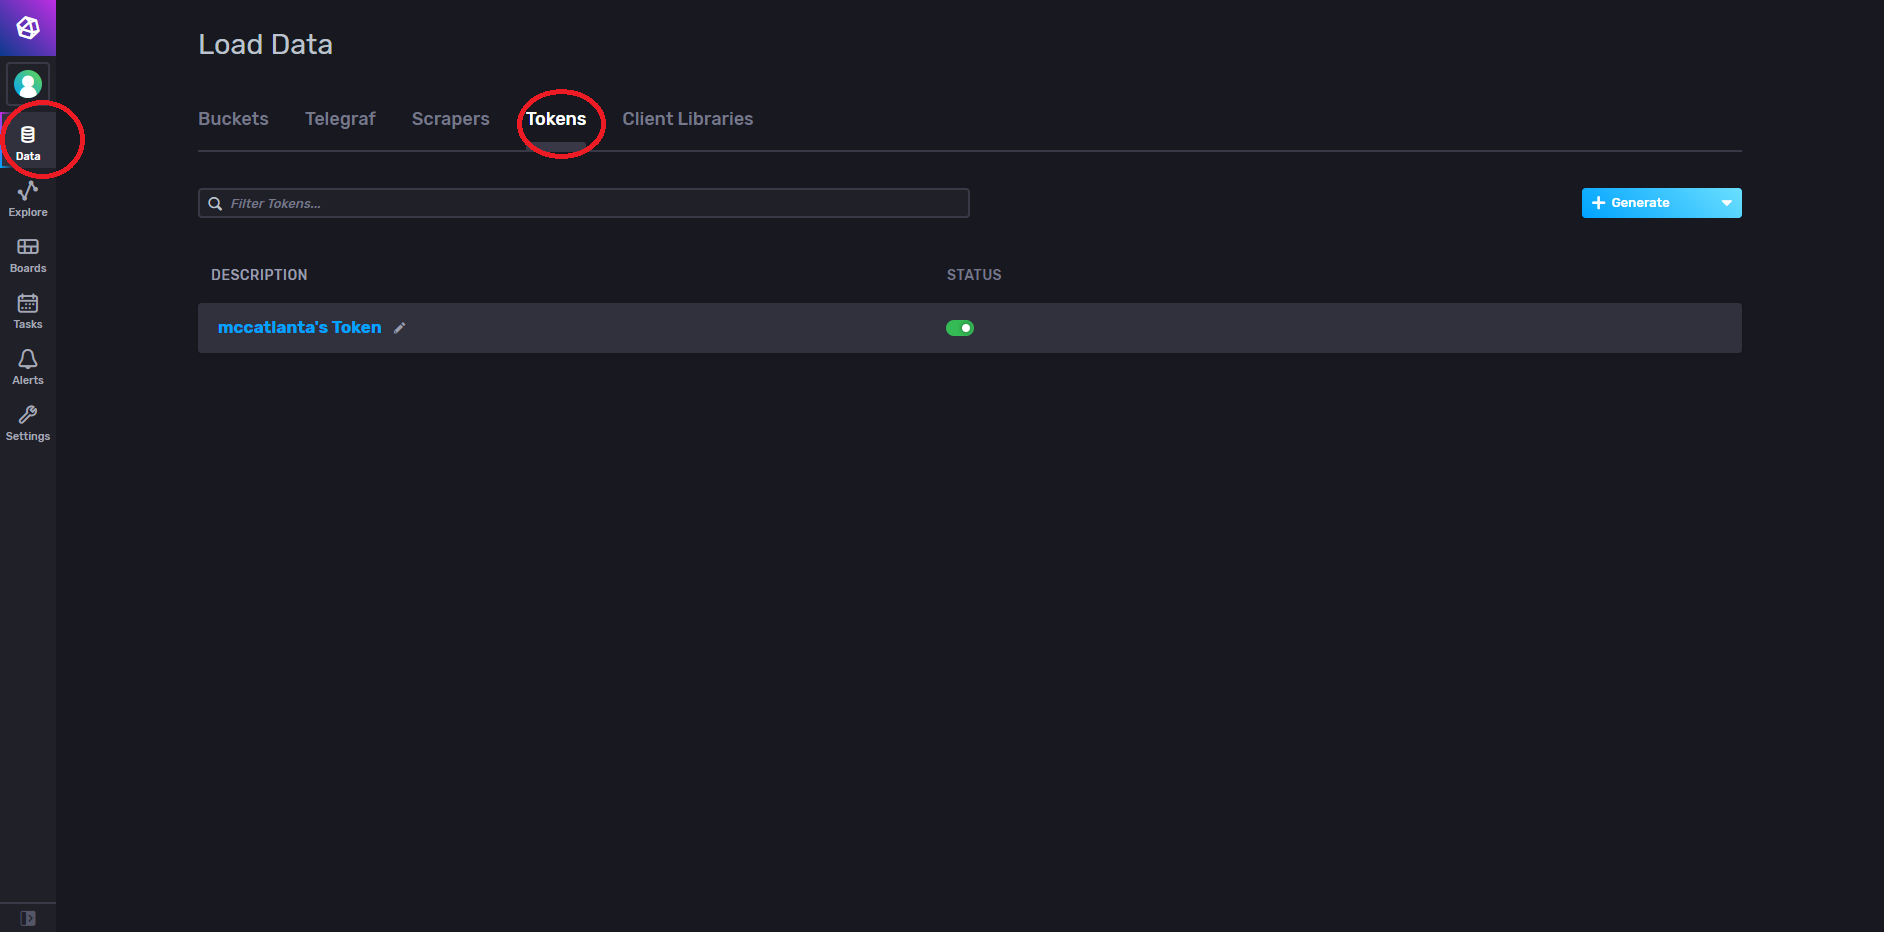 Load Data
Buckets Telegraf Scrapers Tokens Client Libraries
Filter Tokens...
Generate
DESCRIPTION STATUS
mccatlanta's Token
Data
Explore
Boards
Tasks
Alerts
Settings